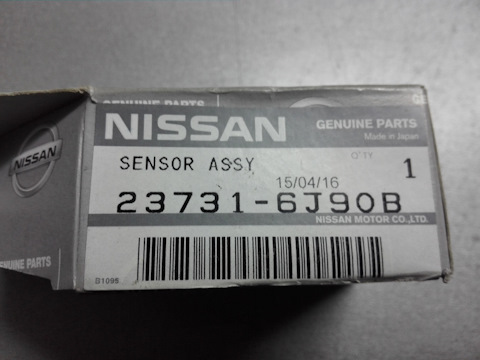 GENUINE PARTS
NISSAN
GENUINE PARTS
Made in Japan
SENSOR ASSY
Q'TY
1
15/04/16
23731-6J90B
NISSAN MOTOR CO.,LTD.
B1095
NISSAN
GENUINE PARTS